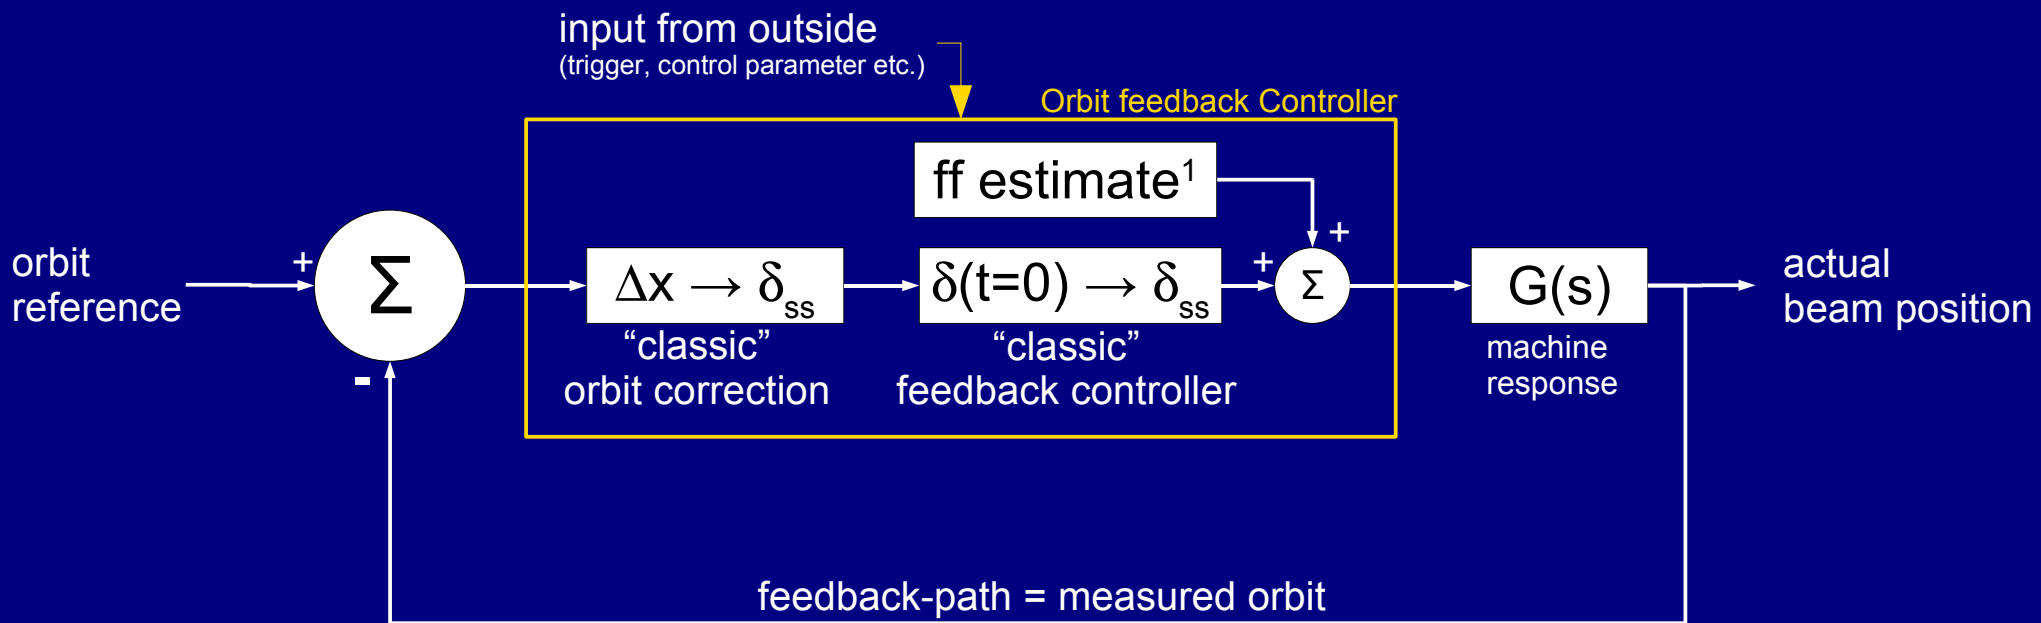 input from outside
(trigger, control parameter etc.)
Orbit feedback Controller
ff estimate¹
+
orbit
reference
+
Σ
Δx → δss
δ(t=0) → δss
+
Σ
G(s)
actual
beam position
-
“classic”
orbit correction
“classic”
feedback controller
machine
response
feedback-path = measured orbit